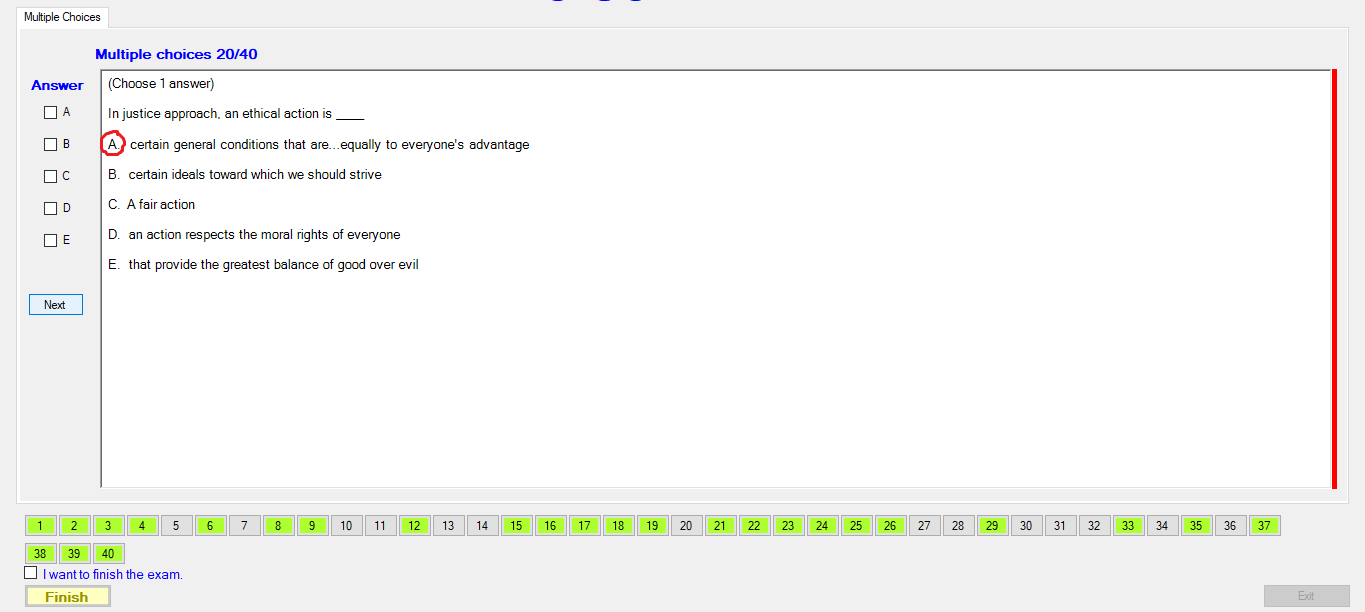 Multiple Choices
Multiple choices 20/40
Answer
A
B
C
D
E
Next
(Choose 1 answer)
In justice approach, an ethical action is ____
A. certain general conditions that are...equally to everyone's advantage
B. certain ideals toward which we should strive
C. A fair action
D. an action respects the moral rights of everyone
E. that provide the greatest balance of good over evil
1 2 3 4 5 6 7 8 9 10 11 12 13 14 15 16 17 18 19 20 21 22 23 24 25 26 27 28 29 30 31 32 33 34 35 36 37
38 39 40
I want to finish the exam.
Finish
Exit